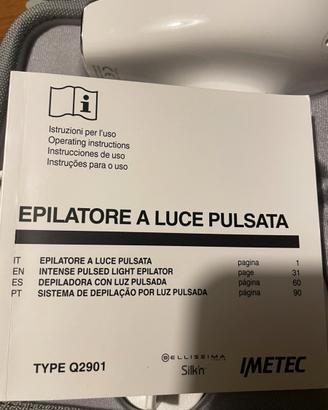 Istruzioni per l'uso
Operating instructions
Instrucciones de uso
Instruções para o uso
EPILATORE A LUCE PULSATA
IT EPILATORE A LUCE PULSATA pagina 1
EN INTENSE PULSED LIGHT EPILATOR page 31
ES DEPILADORA CON LUZ PULSADA página 60
PT SISTEMA DE DEPILAÇÃO POR LUZ PULSADA página 90
TYPE Q2901
BELLISSIMA
Silk'n
IMETEC